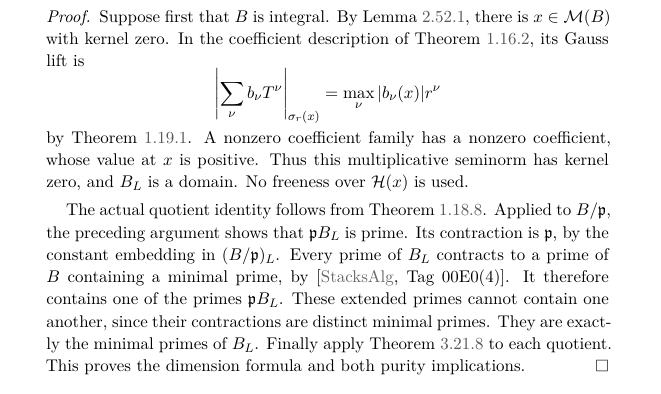 Proof. Suppose first that B is integral. By Lemma 2.52.1, there is x ∈ ℳ(B)
with kernel zero. In the coefficient description of Theorem 1.16.2, its Gauss
lift is
|∑_ν b_ν T^ν|_{σ_r(x)} = max_ν |b_ν(x)| r^ν
by Theorem 1.19.1. A nonzero coefficient family has a nonzero coefficient,
whose value at x is positive. Thus this multiplicative seminorm has kernel
zero, and B_L is a domain. No freeness over ℋ(x) is used.
The actual quotient identity follows from Theorem 1.18.8. Applied to B/𝔭,
the preceding argument shows that 𝔭B_L is prime. Its contraction is 𝔭, by the
constant embedding in (B/𝔭)_L. Every prime of B_L contracts to a prime of
B containing a minimal prime, by [StacksAlg, Tag 00E0(4)]. It therefore
contains one of the primes 𝔭B_L. These extended primes cannot contain one
another, since their contractions are distinct minimal primes. They are exact-
ly the minimal primes of B_L. Finally apply Theorem 3.21.8 to each quotient.
This proves the dimension formula and both purity implications. □